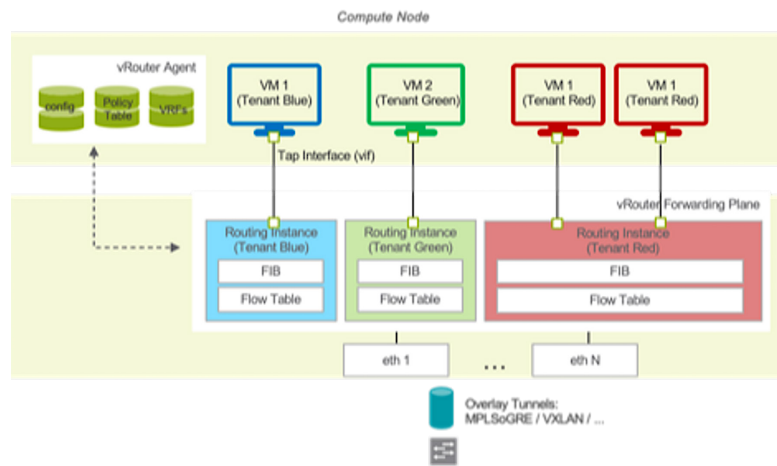 Compute Node
vRouter Agent
config
Policy
Table
VRFs
VM 1
(Tenant Blue)
VM 2
(Tenant Green)
VM 1
(Tenant Red)
VM 1
(Tenant Red)
Tap Interface (vif)
vRouter Forwarding Plane
Routing Instance
(Tenant Blue)
FIB
Flow Table
Routing Instance
(Tenant Green)
FIB
Flow Table
Routing Instance
(Tenant Red)
FIB
Flow Table
eth 1
...
eth N
Overlay Tunnels:
MPLSoGRE / VXLAN / ...